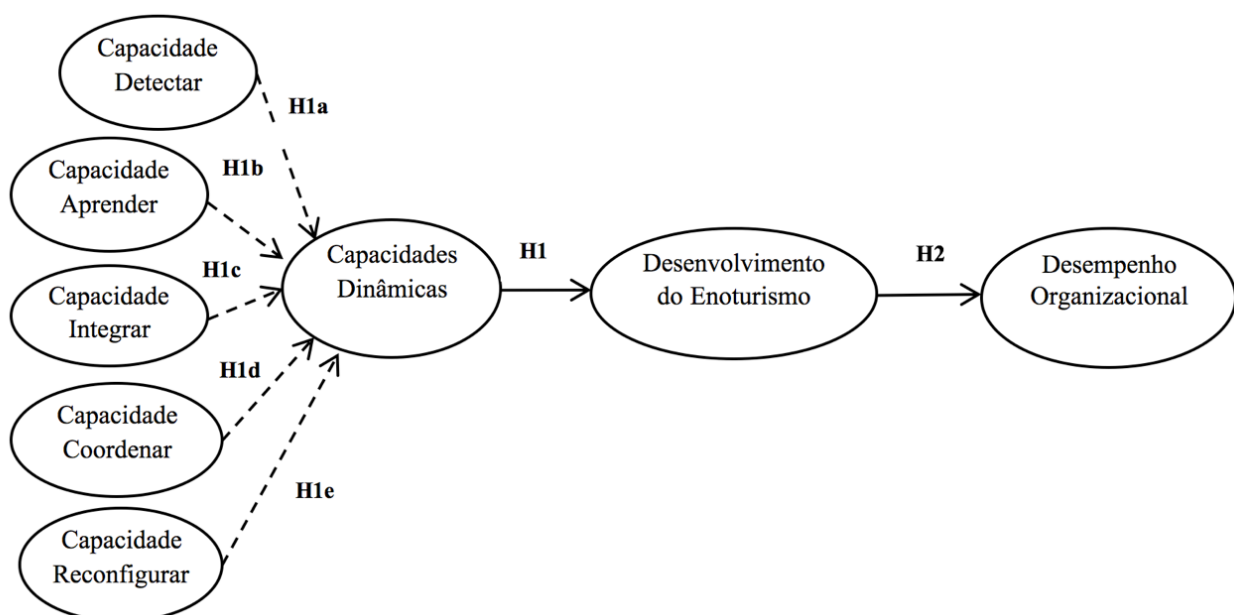 Capacidade
Detectar
H1a
Capacidade
Aprender
H1b
Capacidade
Integrar
H1c
Capacidade
Coordenar
H1d
Capacidade
Reconfigurar
H1e
Capacidades
Dinâmicas
H1
Desenvolvimento
do Enoturismo
H2
Desempenho
Organizacional